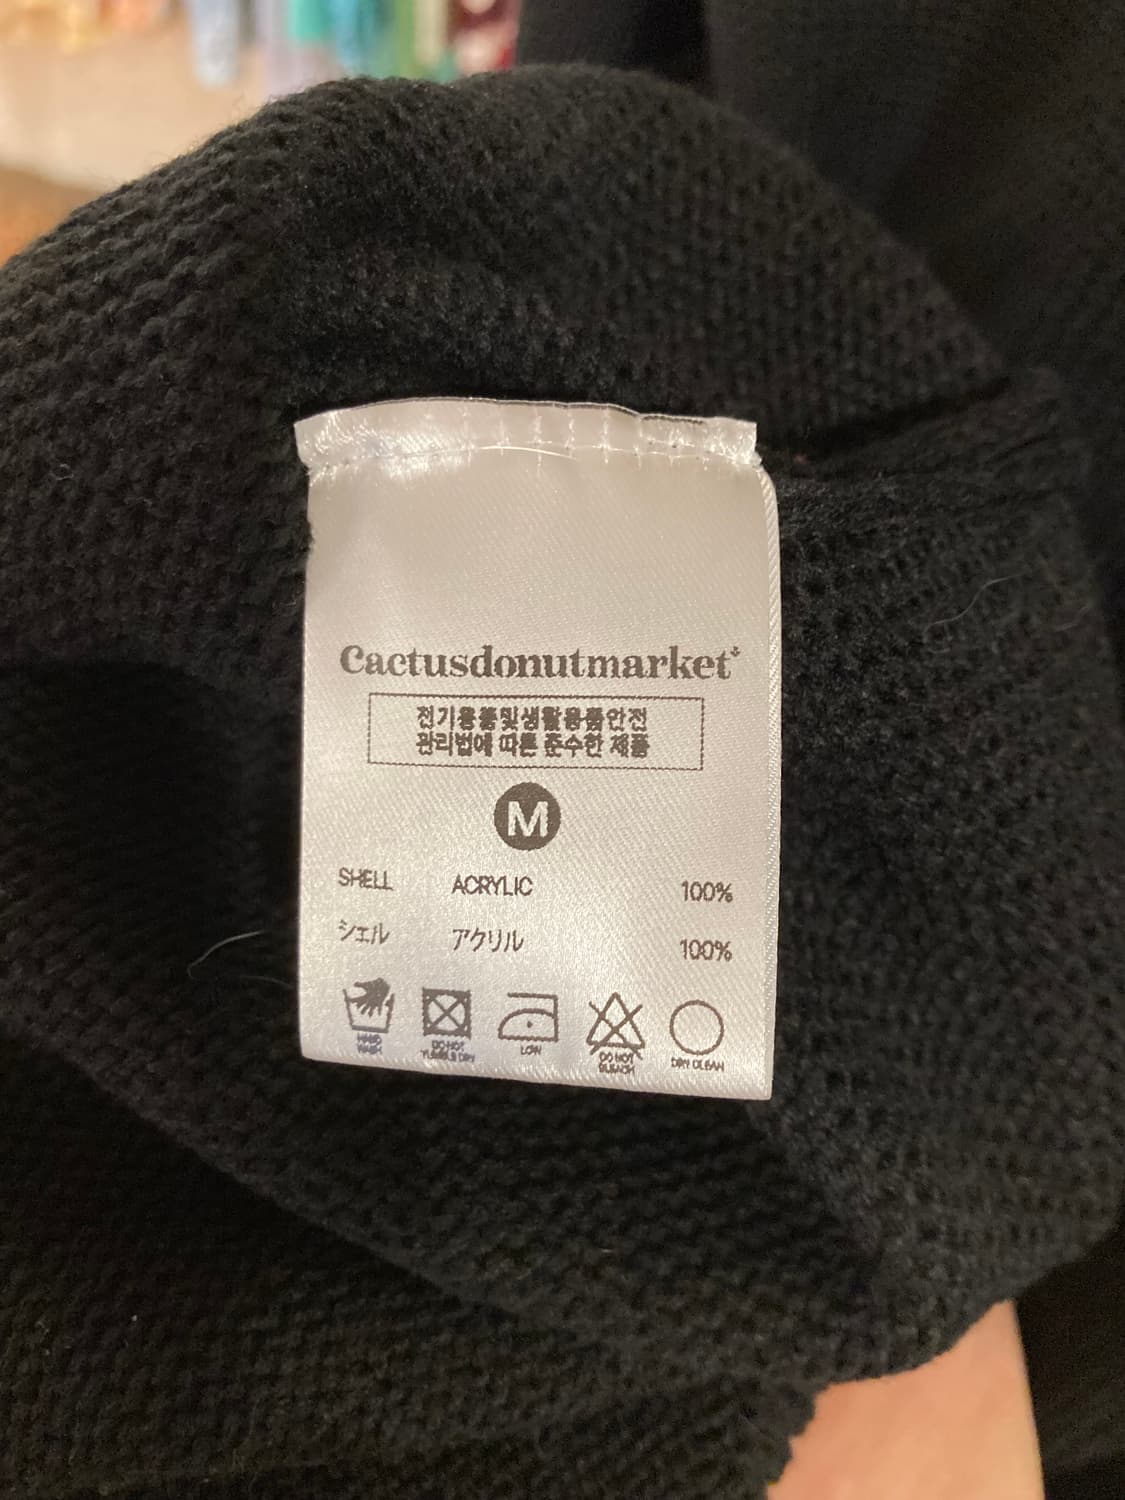 Cactusdonutmarket
전기용품및생활용품안전
관리법에 따른 준수한 제품
M
SHELL ACRYLIC 100%
シェル アクリル 100%
HAND WASH
DO NOT TUMBLE DRY
LOW
DO NOT BLEACH
DRY CLEAN